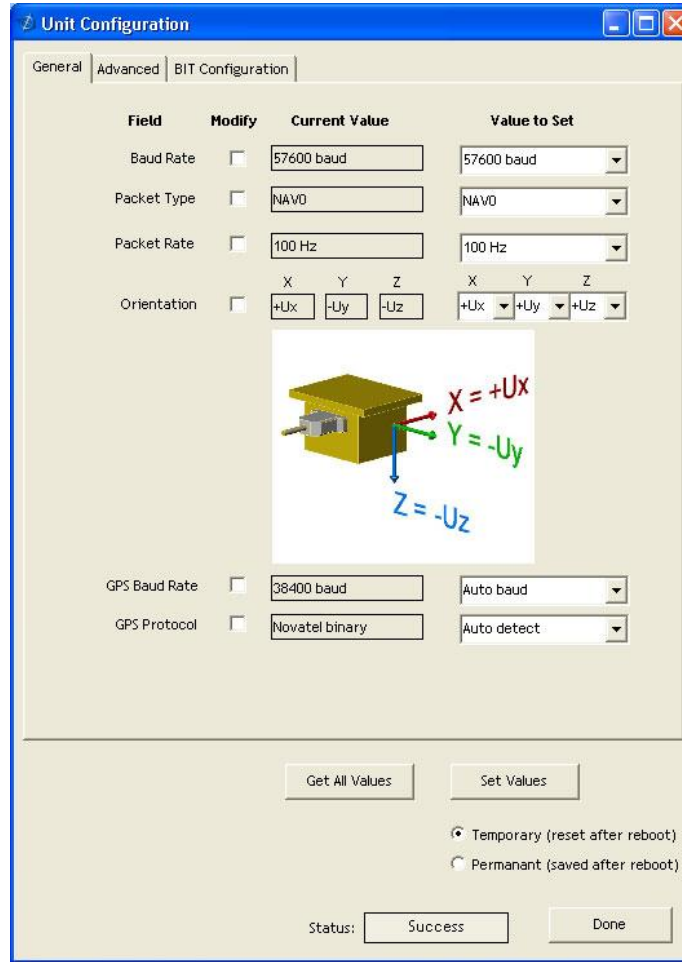 Unit Configuration
General Advanced BIT Configuration
Field Modify Current Value Value to Set
Baud Rate 57600 baud 57600 baud
Packet Type NAV0 NAV0
Packet Rate 100 Hz 100 Hz
X Y Z X Y Z
Orientation +Ux -Uy -Uz +Ux +Uy +Uz
X = +Ux
Y = -Uy
Z = -Uz
GPS Baud Rate 38400 baud Auto baud
GPS Protocol Novatel binary Auto detect
Get All Values Set Values
Temporary (reset after reboot)
Permanant (saved after reboot)
Status: Success Done